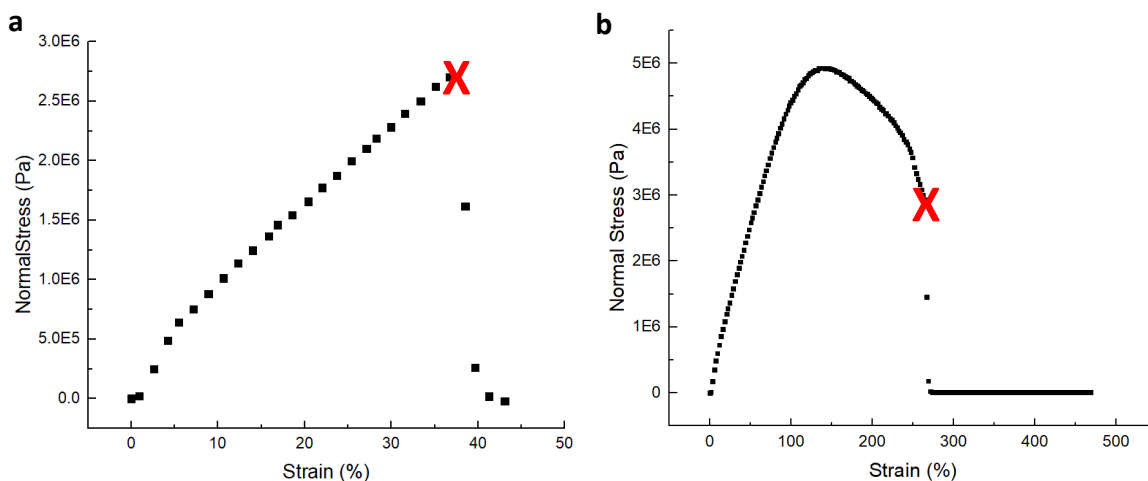 a
3.0E6
2.5E6
2.0E6
1.5E6
1.0E6
5.0E5
0.0
NormalStress (Pa)
0 10 20 30 40 50
Strain (%)
X
b
5E6
4E6
3E6
2E6
1E6
0
Normal Stress (Pa)
0 100 200 300 400 500
Strain (%)
X